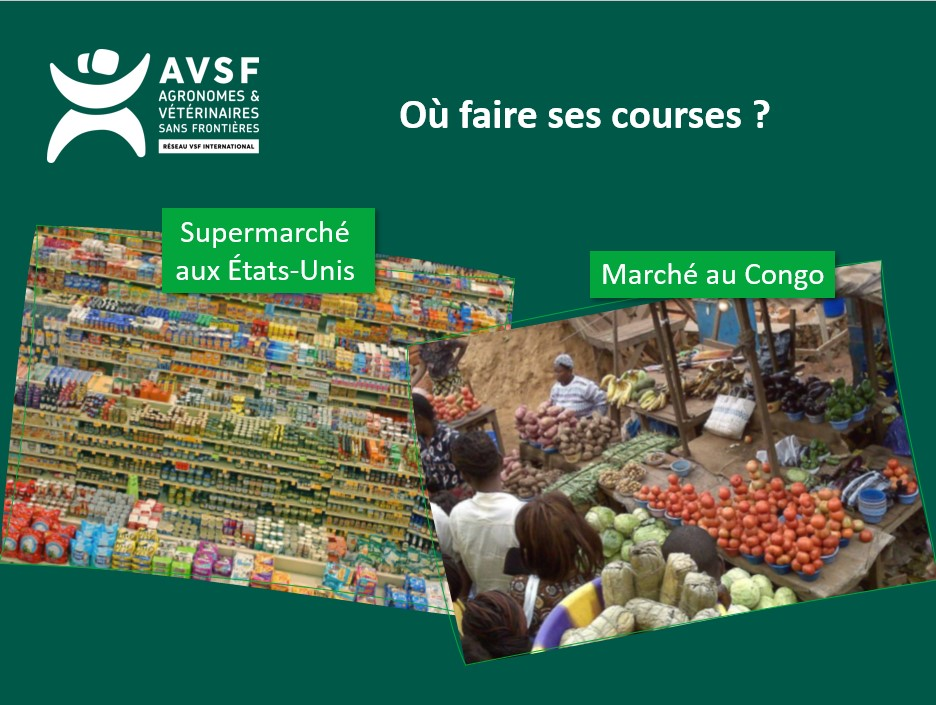 AVSF
AGRONOMES &
VÉTÉRINAIRES
SANS FRONTIÈRES
RÉSEAU VSF INTERNATIONAL
Où faire ses courses ?
Supermarché
aux États-Unis
Marché au Congo